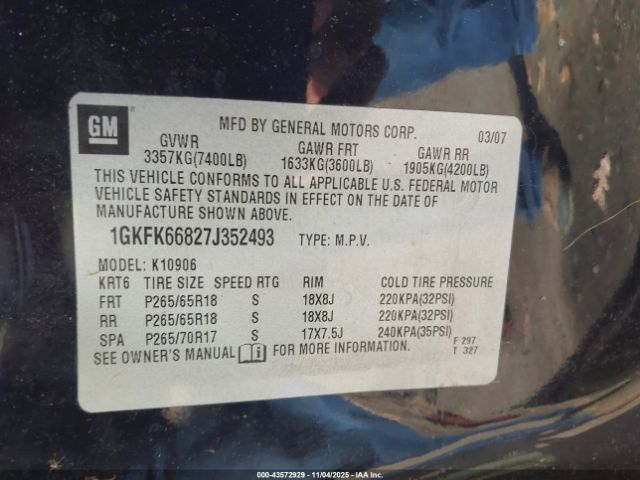 GM
MFD BY GENERAL MOTORS CORP. 03/07
GVWR GAWR FRT GAWR RR
3357KG(7400LB) 1633KG(3600LB) 1905KG(4200LB)
THIS VEHICLE CONFORMS TO ALL APPLICABLE U.S. FEDERAL MOTOR
VEHICLE SAFETY STANDARDS IN EFFECT ON THE DATE OF
MANUFACTURE SHOWN ABOVE.
1GKFK66827J352493 TYPE: M.P.V.
MODEL: K10906
KRT6 TIRE SIZE SPEED RTG RIM COLD TIRE PRESSURE
FRT P265/65R18 S 18X8J 220KPA(32PSI)
RR P265/65R18 S 18X8J 220KPA(32PSI)
SPA P265/70R17 S 17X7.5J 240KPA(35PSI)
SEE OWNER'S MANUAL FOR MORE INFORMATION.
F 297
T 327
000-43572929 - 11/04/2025 - IAA Inc.